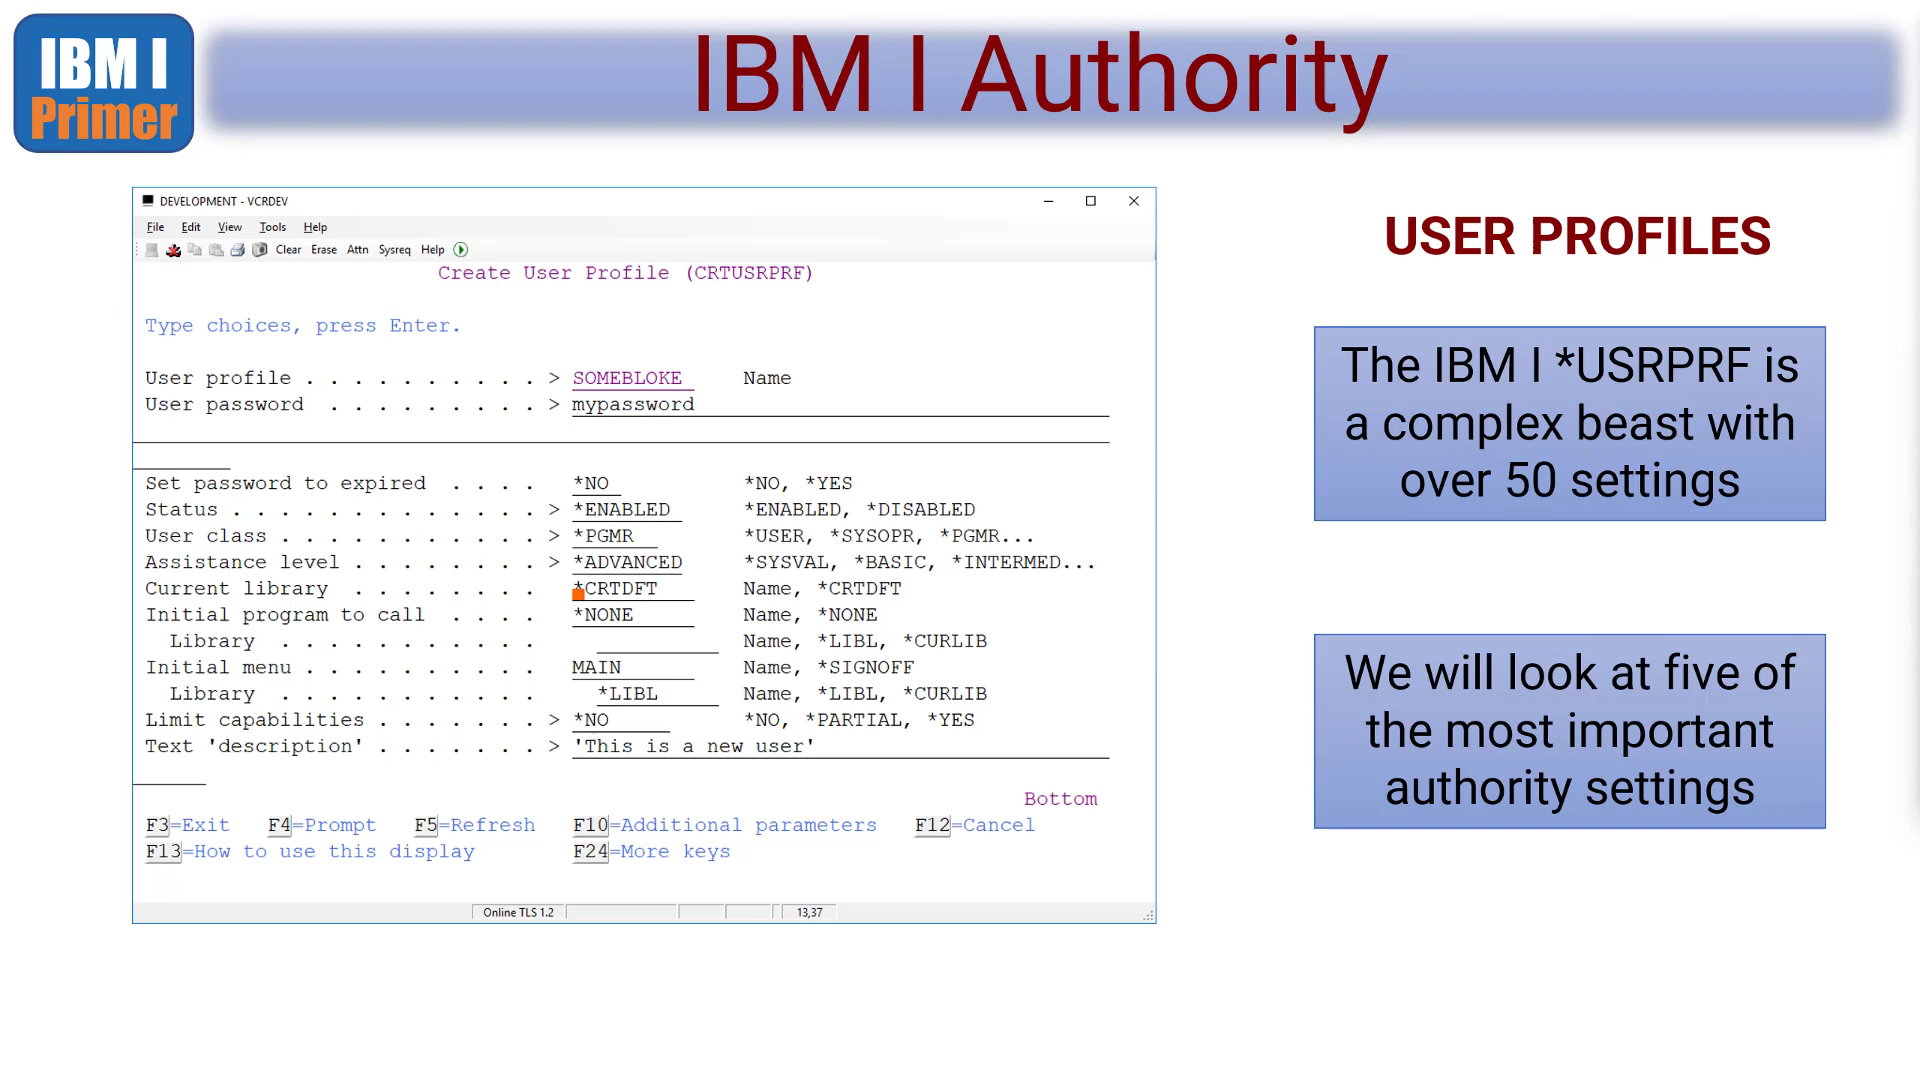 IBM I
Primer
IBM I Authority
DEVELOPMENT - VCRDEV
File Edit View Tools Help
Clear Erase Attn Sysreq Help
Create User Profile (CRTUSRPRF)
Type choices, press Enter.
User profile . . . . . . . . . . > SOMEBLOKE Name
User password . . . . . . . . . > mypassword
Set password to expired . . . . *NO *NO, *YES
Status . . . . . . . . . . . . . > *ENABLED *ENABLED, *DISABLED
User class . . . . . . . . . . . > *PGMR *USER, *SYSOPR, *PGMR...
Assistance level . . . . . . . . > *ADVANCED *SYSVAL, *BASIC, *INTERMED...
Current library . . . . . . . . *CRTDFT Name, *CRTDFT
Initial program to call . . . . *NONE Name, *NONE
Library . . . . . . . . . . . Name, *LIBL, *CURLIB
Initial menu . . . . . . . . . . MAIN Name, *SIGNOFF
Library . . . . . . . . . . . *LIBL Name, *LIBL, *CURLIB
Limit capabilities . . . . . . . > *NO *NO, *PARTIAL, *YES
Text 'description' . . . . . . . > 'This is a new user'
Bottom
F3=Exit F4=Prompt F5=Refresh F10=Additional parameters F12=Cancel
F13=How to use this display F24=More keys
Online TLS 1.2 13,37
USER PROFILES
The IBM I *USRPRF is
a complex beast with
over 50 settings
We will look at five of
the most important
authority settings